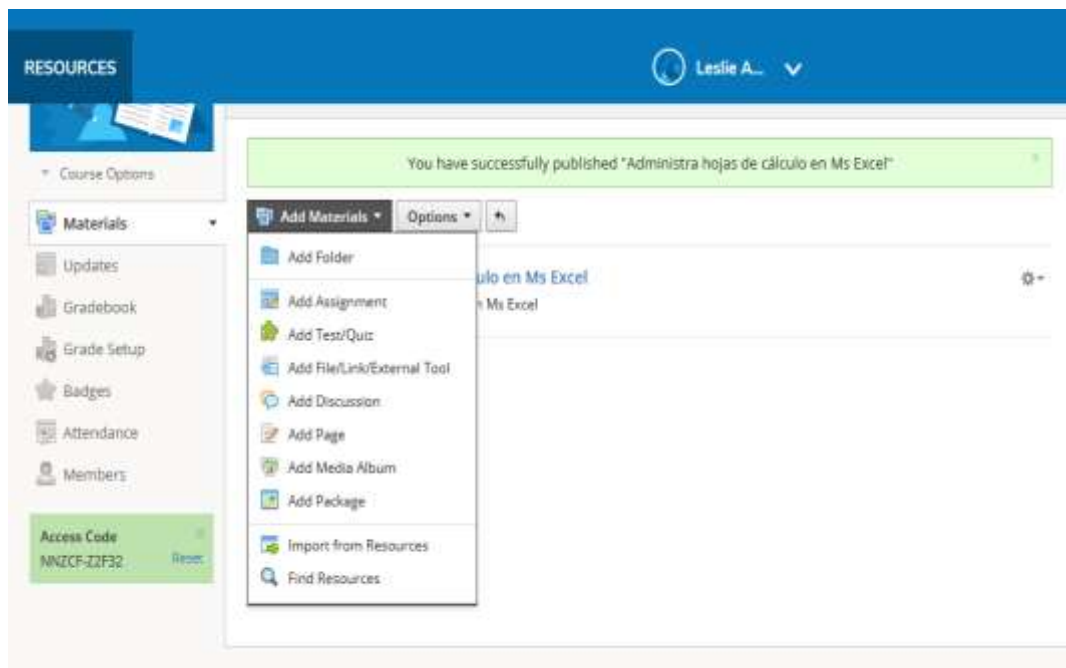 RESOURCES
Leslie A...
Course Options
You have successfully published "Administra hojas de cálculo en Ms Excel"
Materials
Add Materials
Options
Updates
Gradebook
Grade Setup
Badges
Attendance
Members
Access Code
NNZCF-Z2F32
Reset
Add Folder
Add Assignment
Add Test/Quiz
Add File/Link/External Tool
Add Discussion
Add Page
Add Media Album
Add Package
Import from Resources
Find Resources
ulo en Ms Excel
Ms Excel